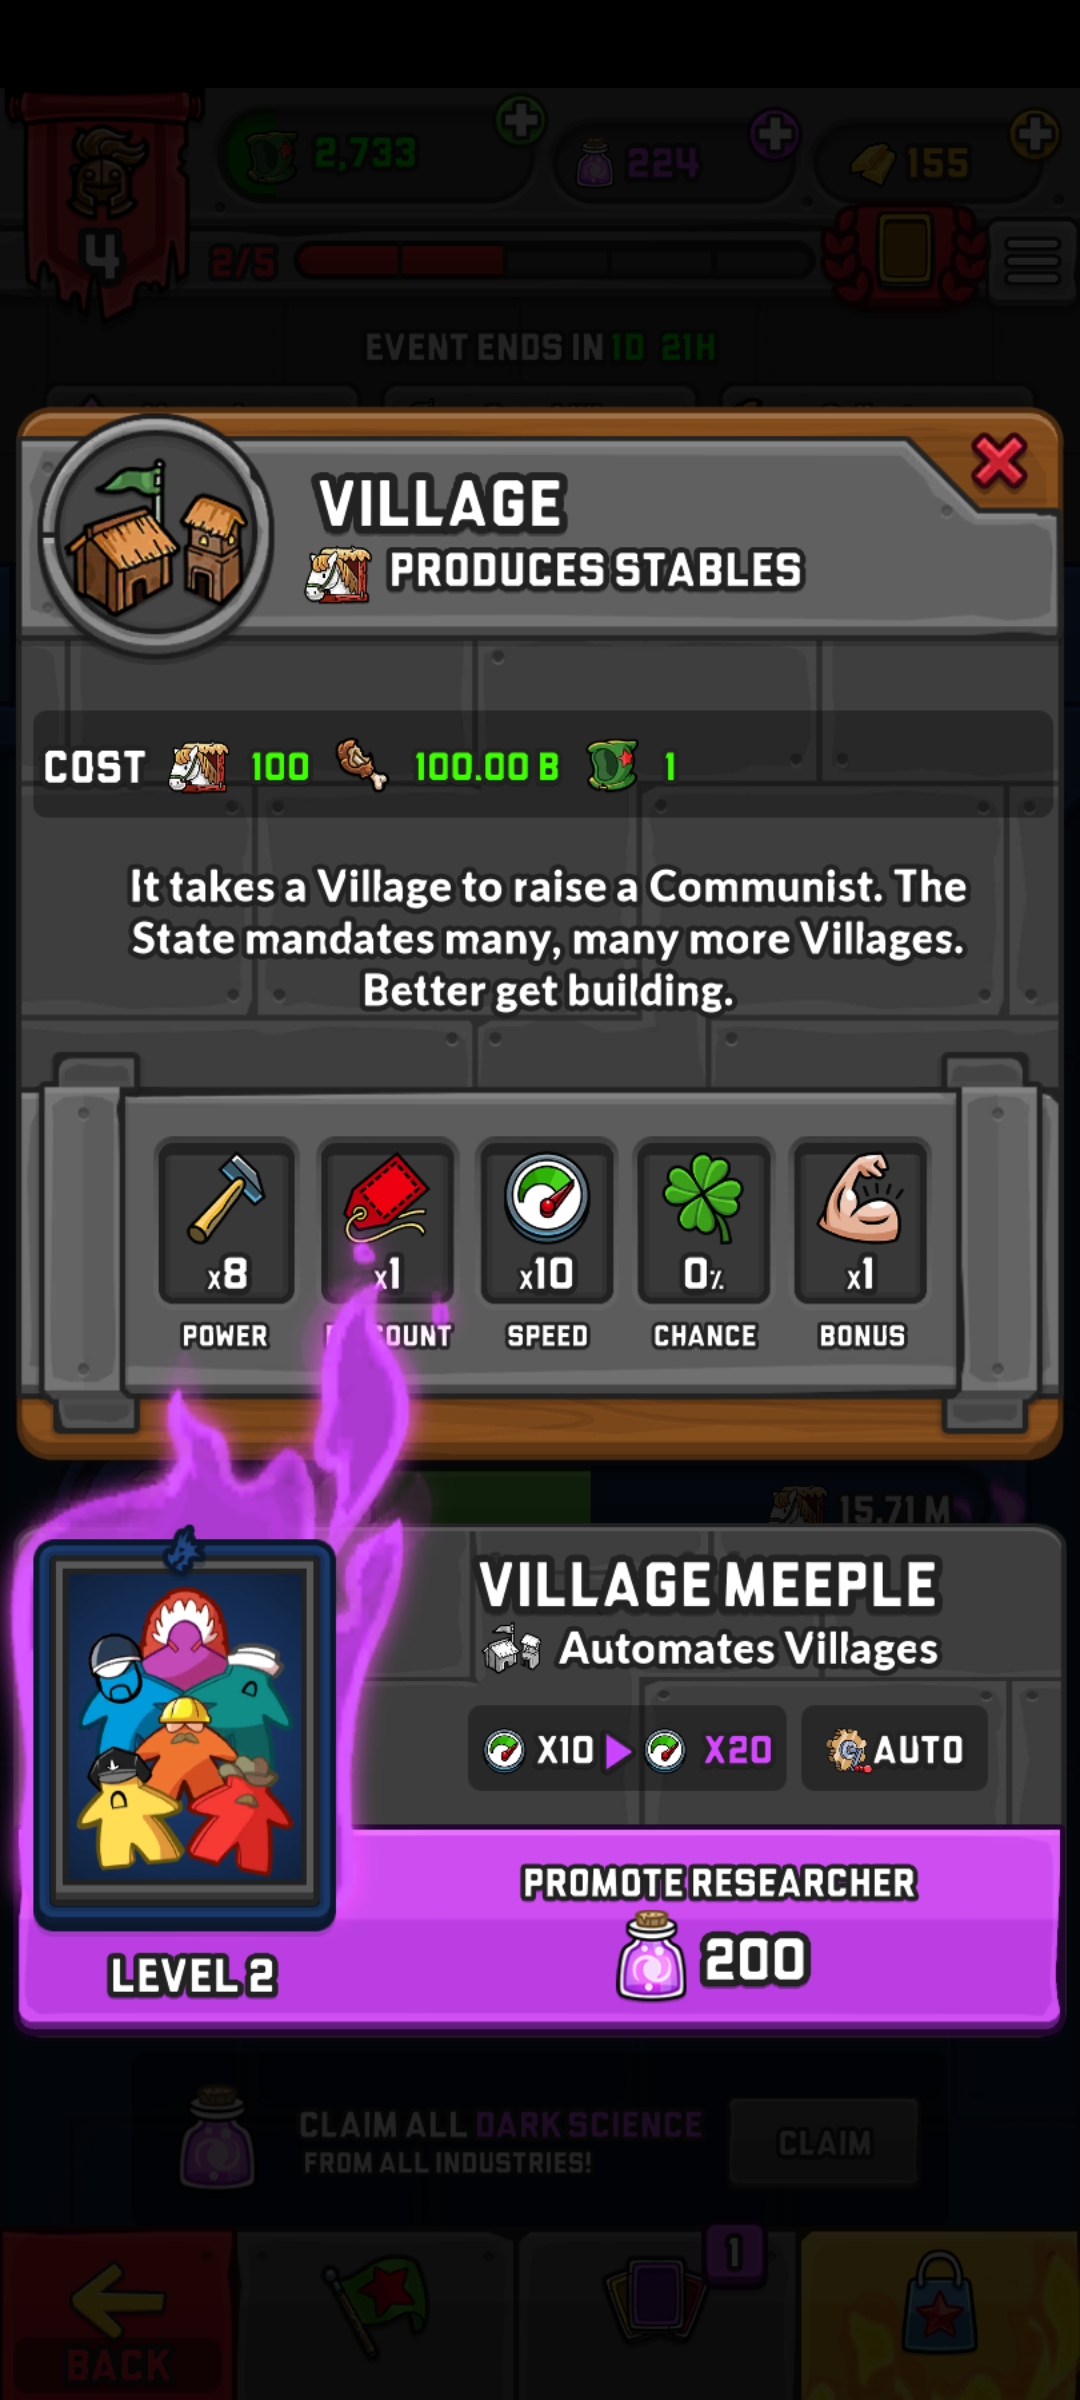 2,733
224
155
4
2/5
EVENT ENDS IN 1D 21H
VILLAGE
PRODUCES STABLES
COST 100 100.00 B 1
It takes a Village to raise a Communist. The
State mandates many, many more Villages.
Better get building.
x8 x1 x10 0% x1
POWER COUNT SPEED CHANCE BONUS
15.71 M
VILLAGE MEEPLE
Automates Villages
X10 X20 AUTO
PROMOTE RESEARCHER
200
LEVEL 2
CLAIM ALL DARK SCIENCE
FROM ALL INDUSTRIES!
CLAIM
1
BACK